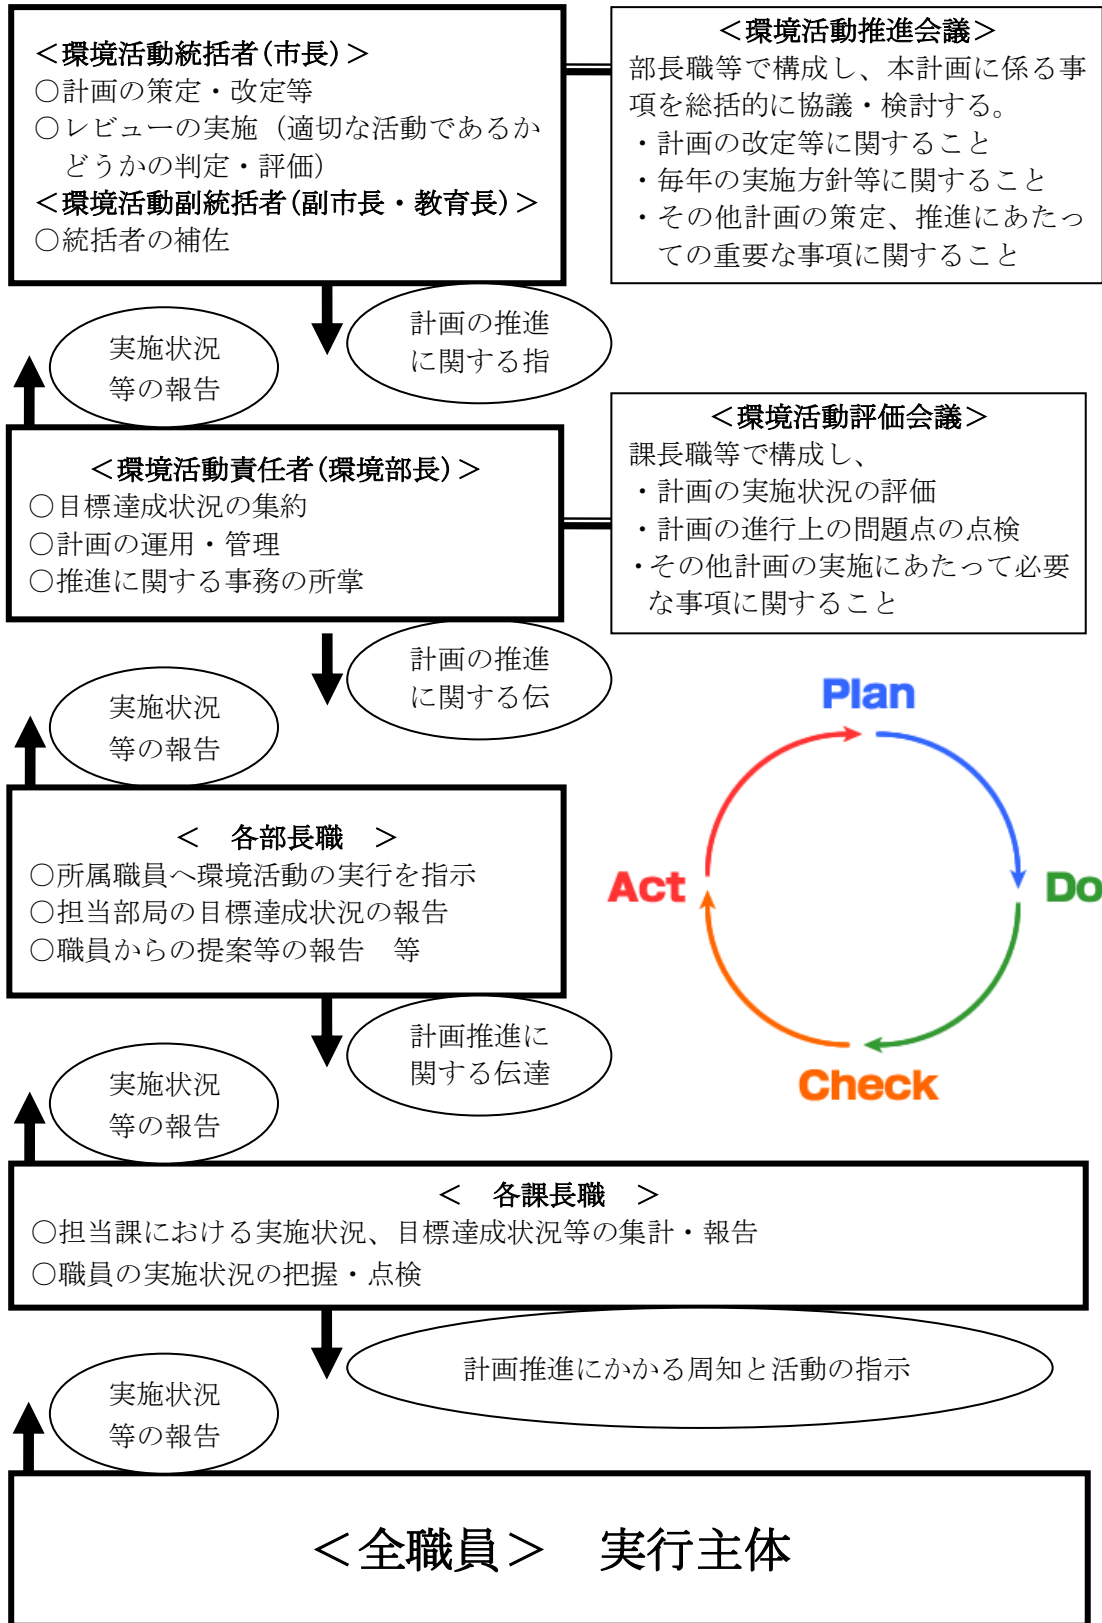 ＜環境活動統括者(市長)＞
○計画の策定・改定等
○レビューの実施（適切な活動であるか
どうかの判定・評価）
＜環境活動副統括者(副市長・教育長)＞
○統括者の補佐
＜環境活動推進会議＞
部長職等で構成し、本計画に係る事
項を総括的に協議・検討する。
・計画の改定等に関すること
・毎年の実施方針等に関すること
・その他計画の策定、推進にあたっ
ての重要な事項に関すること
実施状況
等の報告
計画の推進
に関する指
＜環境活動責任者(環境部長)＞
○目標達成状況の集約
○計画の運用・管理
○推進に関する事務の所掌
＜環境活動評価会議＞
課長職等で構成し、
・計画の実施状況の評価
・計画の進行上の問題点の点検
・その他計画の実施にあたって必要
な事項に関すること
実施状況
等の報告
計画の推進
に関する伝
＜　各部長職　＞
○所属職員へ環境活動の実行を指示
○担当部局の目標達成状況の報告
○職員からの提案等の報告　等
Plan
Do
Check
Act
実施状況
等の報告
計画推進に
関する伝達
＜　各課長職　＞
○担当課における実施状況、目標達成状況等の集計・報告
○職員の実施状況の把握・点検
実施状況
等の報告
計画推進にかかる周知と活動の指示
＜全職員＞　実行主体